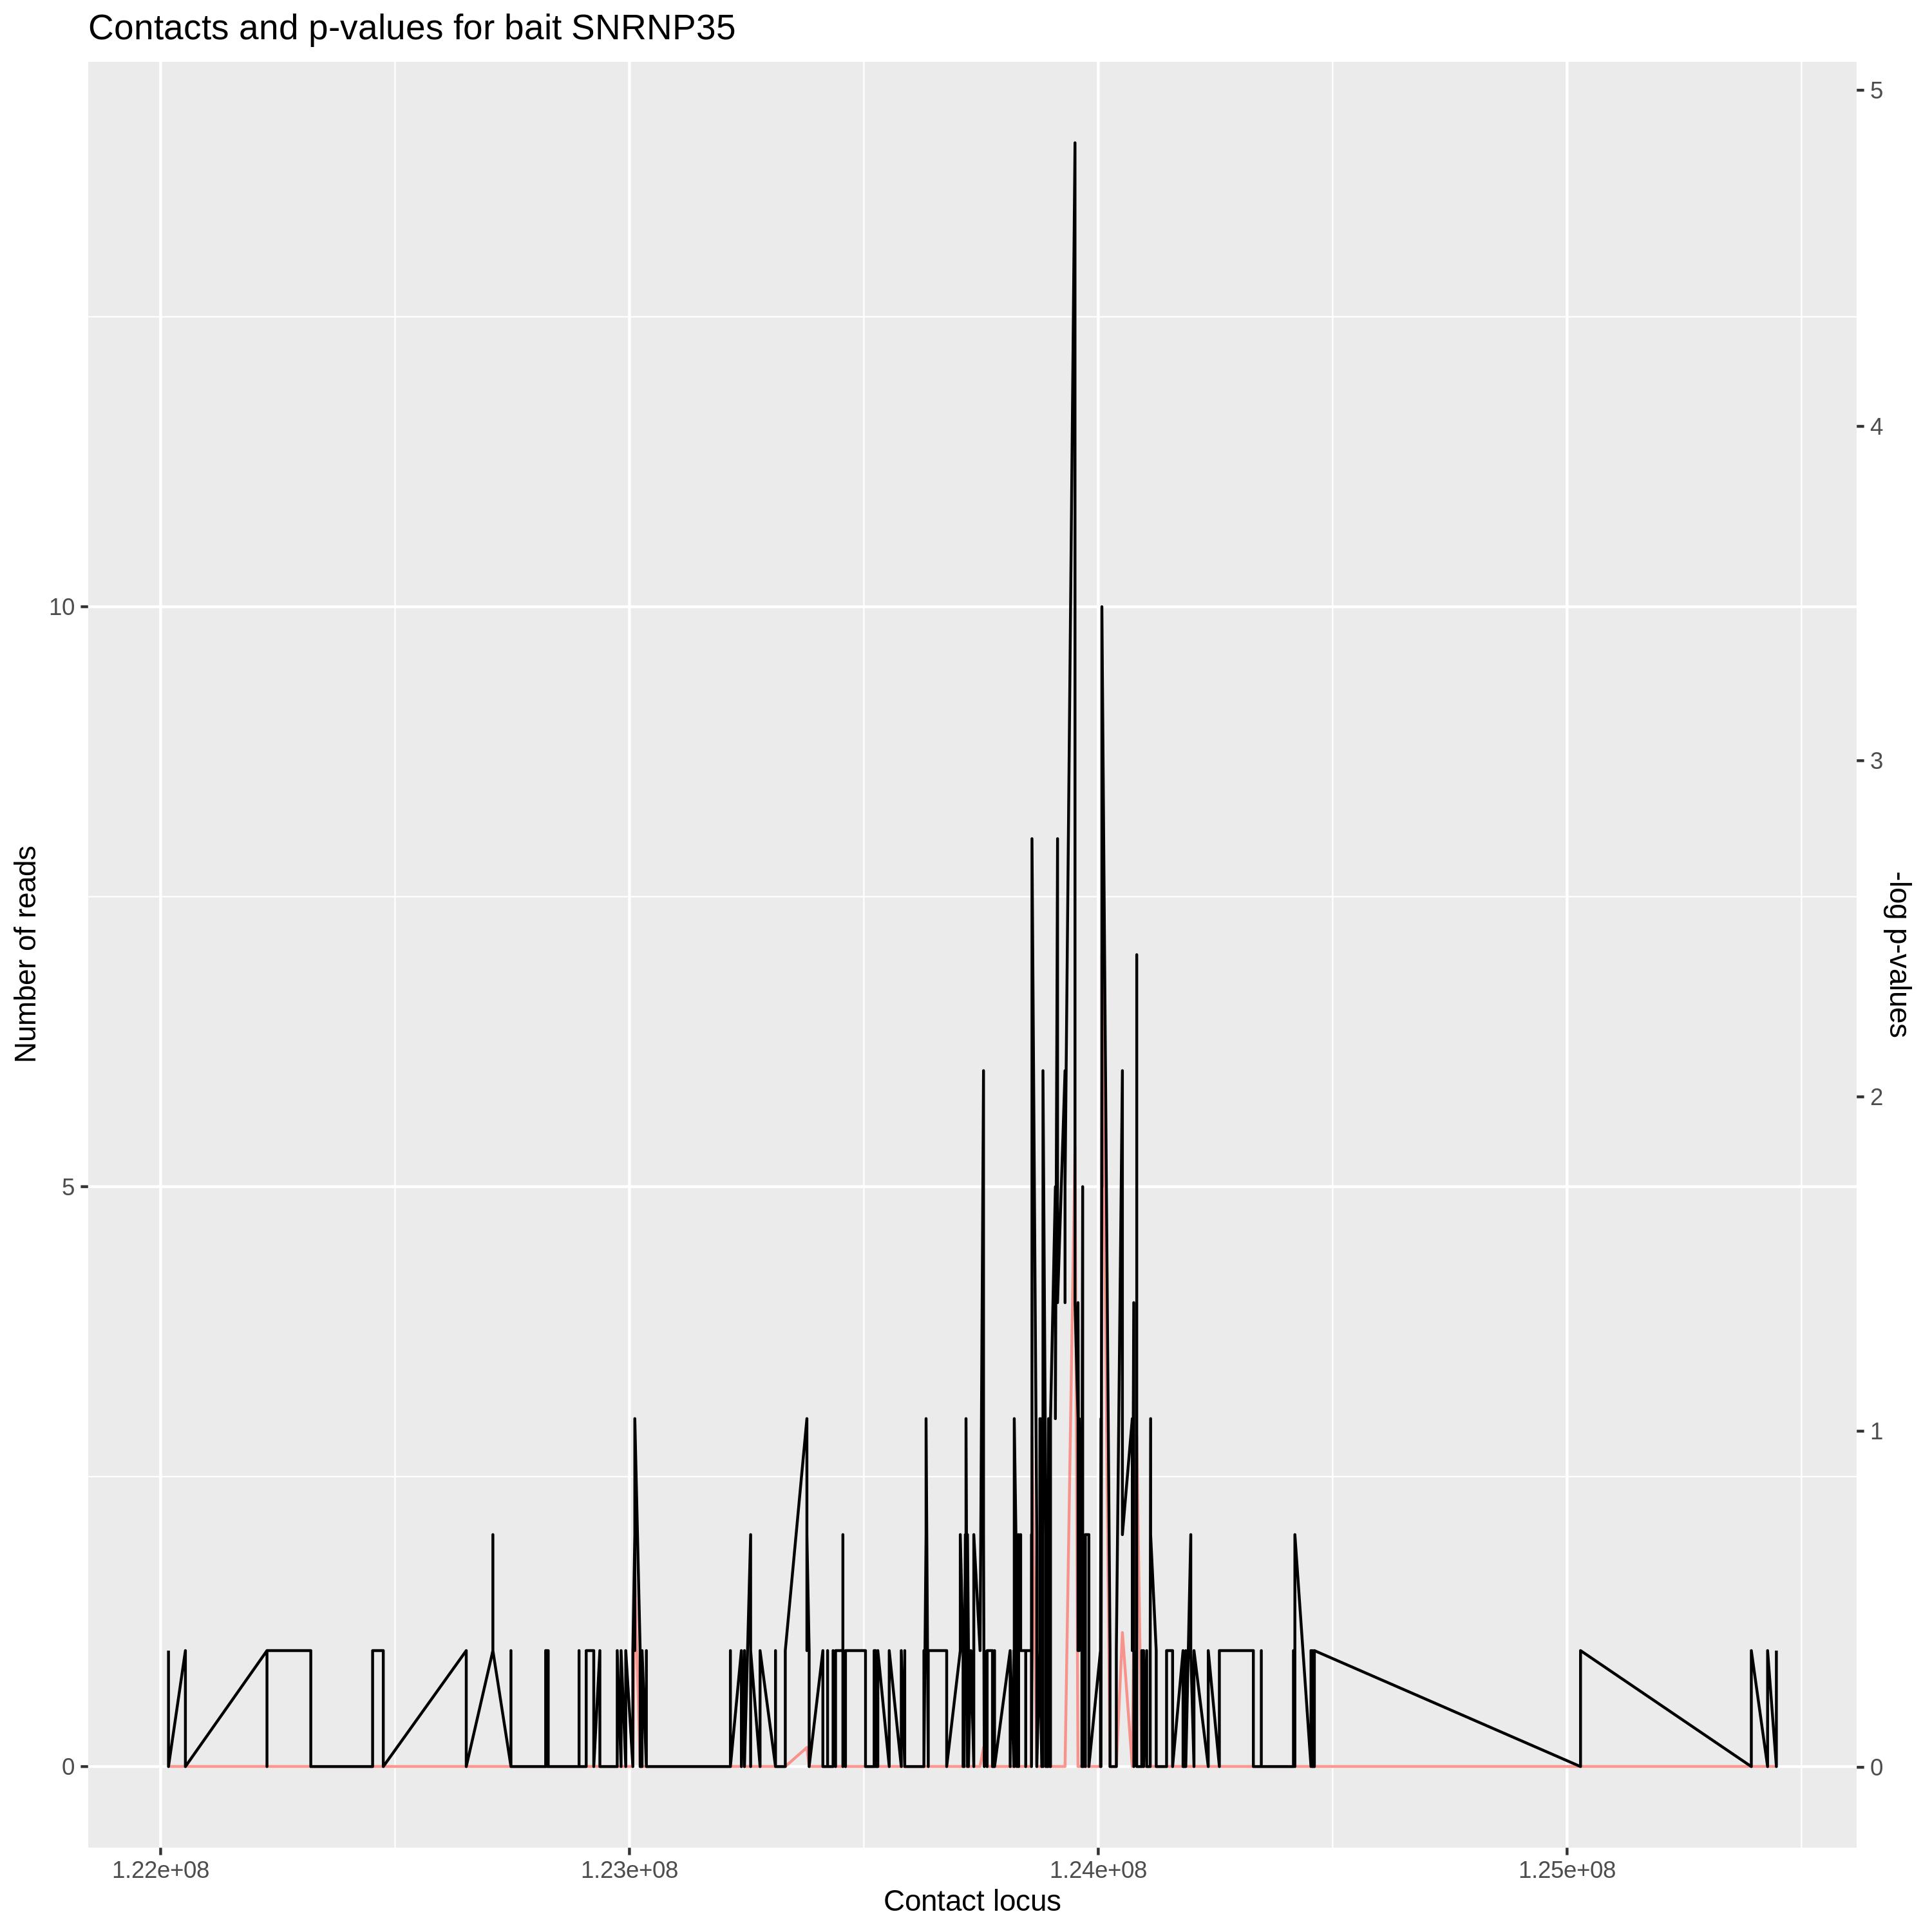 Contacts and p-values for bait SNRNP35
5
4
10
3
Number of reads
-log p-values
2
5
1
0
0
1.22e+08
1.23e+08
1.24e+08
1.25e+08
Contact locus